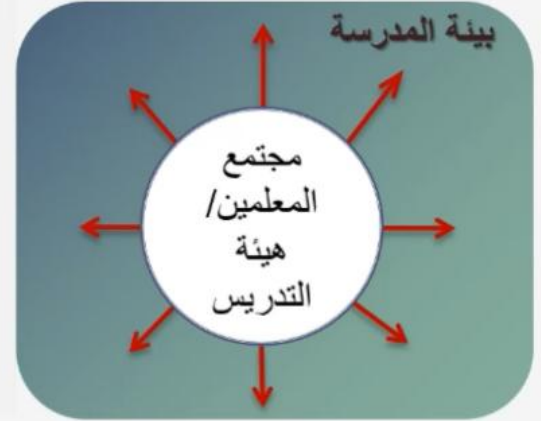 بيئة المدرسة
مجتمع
المعلمين/
هيئة
التدريس